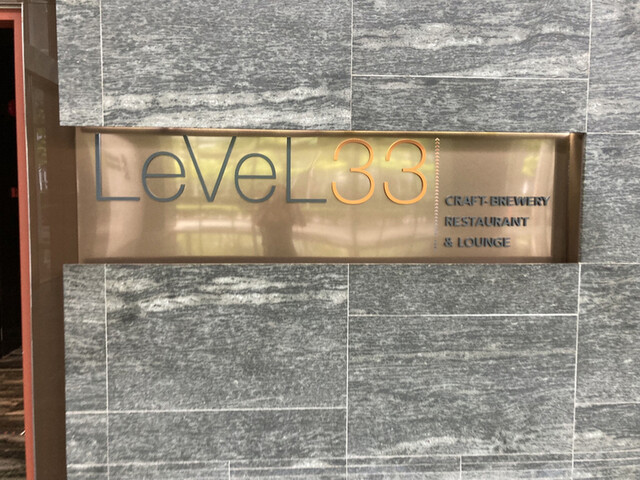 LeVeL33
CRAFT-BREWERY
RESTAURANT
& LOUNGE